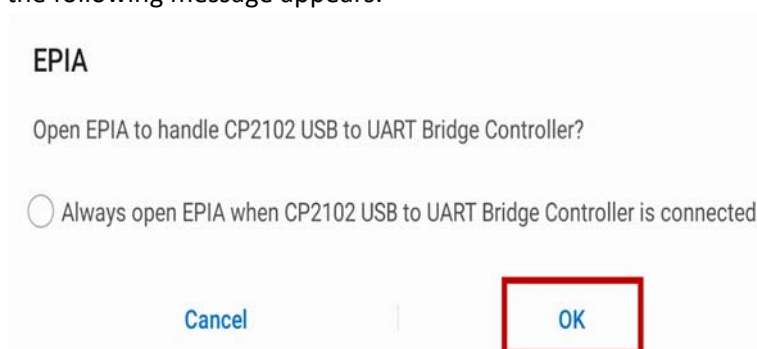 the following message appears:
EPIA
Open EPIA to handle CP2102 USB to UART Bridge Controller?
Always open EPIA when CP2102 USB to UART Bridge Controller is connected
Cancel
OK